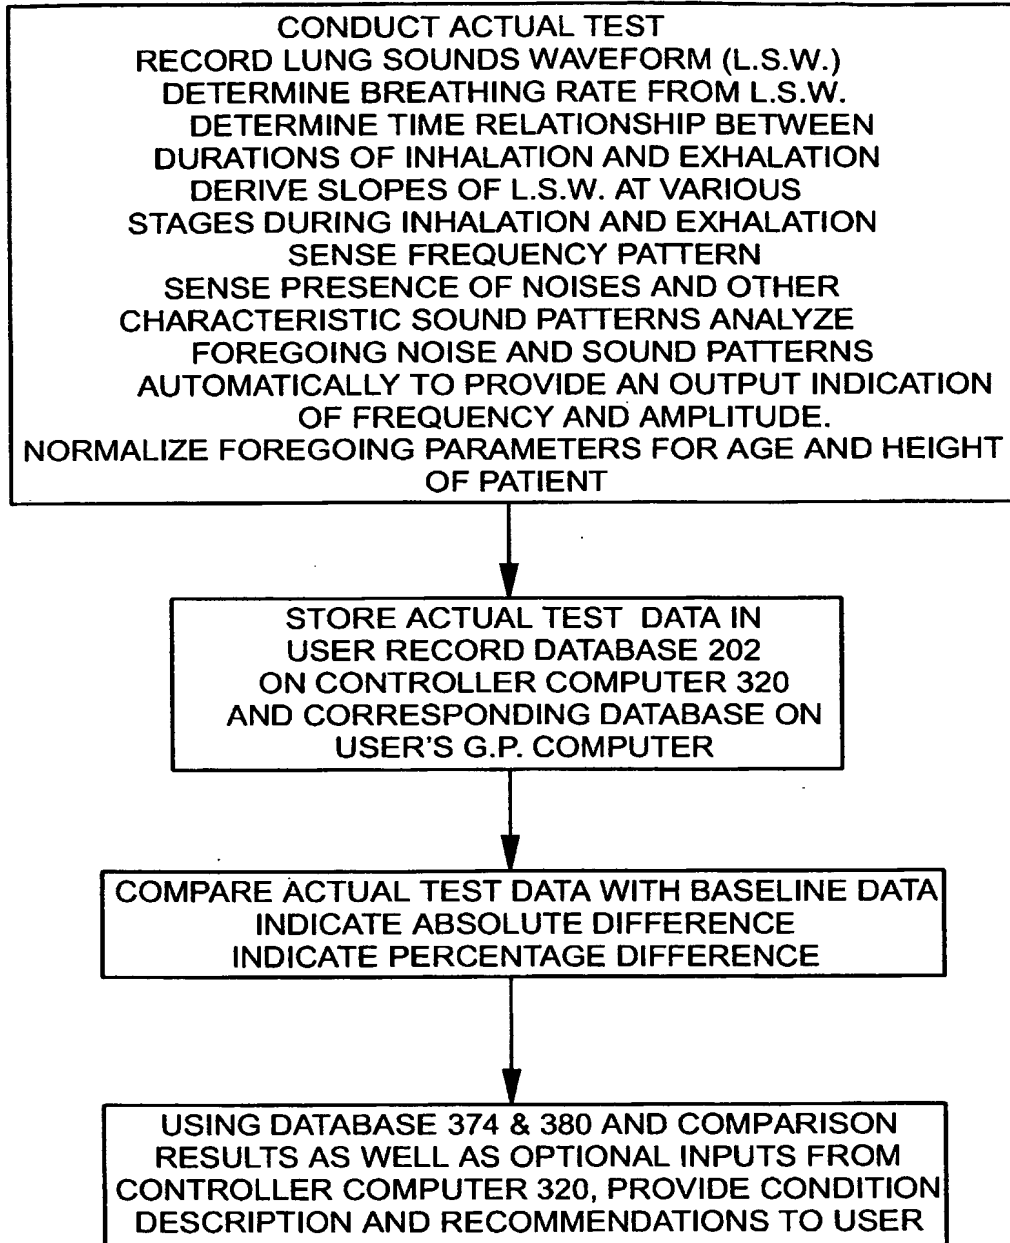 CONDUCT ACTUAL TEST
RECORD LUNG SOUNDS WAVEFORM (L.S.W.)
DETERMINE BREATHING RATE FROM L.S.W.
DETERMINE TIME RELATIONSHIP BETWEEN
DURATIONS OF INHALATION AND EXHALATION
DERIVE SLOPES OF L.S.W. AT VARIOUS
STAGES DURING INHALATION AND EXHALATION
SENSE FREQUENCY PATTERN
SENSE PRESENCE OF NOISES AND OTHER
CHARACTERISTIC SOUND PATTERNS ANALYZE
FOREGOING NOISE AND SOUND PATTERNS
AUTOMATICALLY TO PROVIDE AN OUTPUT INDICATION
OF FREQUENCY AND AMPLITUDE.
NORMALIZE FOREGOING PARAMETERS FOR AGE AND HEIGHT
OF PATIENT
STORE ACTUAL TEST DATA IN
USER RECORD DATABASE 202
ON CONTROLLER COMPUTER 320
AND CORRESPONDING DATABASE ON
USER'S G.P. COMPUTER
COMPARE ACTUAL TEST DATA WITH BASELINE DATA
INDICATE ABSOLUTE DIFFERENCE
INDICATE PERCENTAGE DIFFERENCE
USING DATABASE 374 & 380 AND COMPARISON
RESULTS AS WELL AS OPTIONAL INPUTS FROM
CONTROLLER COMPUTER 320, PROVIDE CONDITION
DESCRIPTION AND RECOMMENDATIONS TO USER